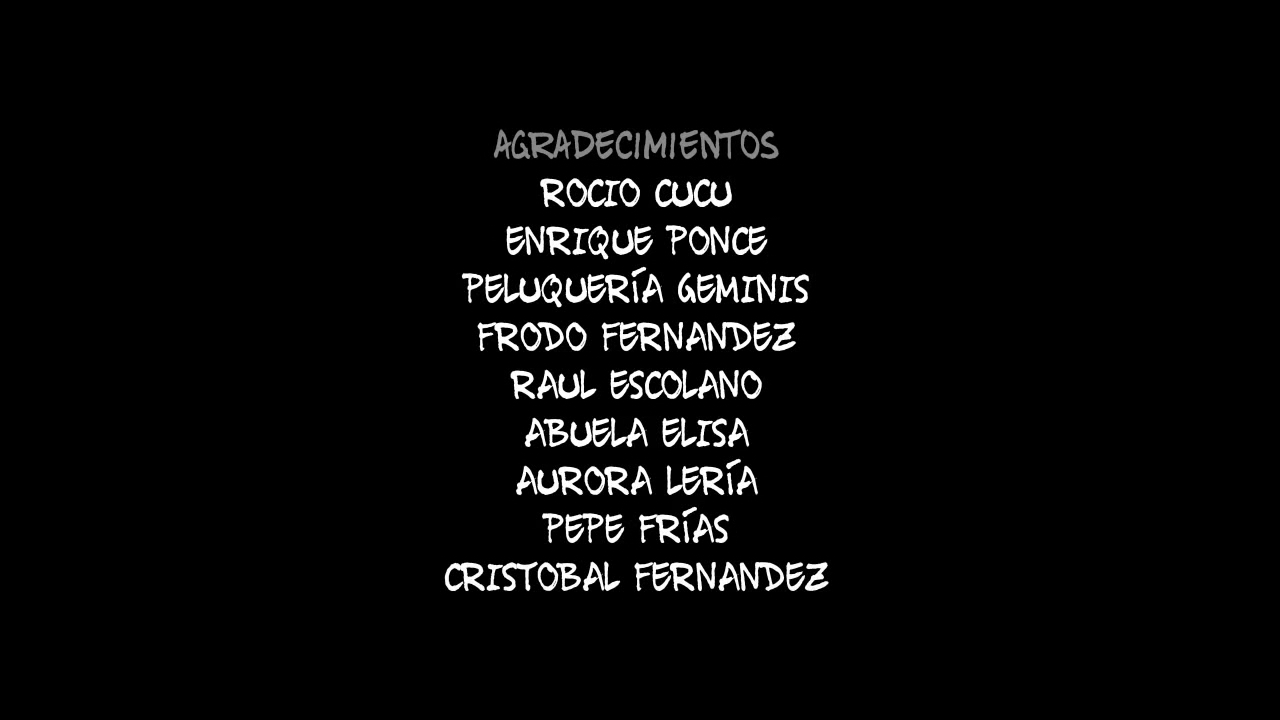 AGRADECIMIENTOS
ROCIO CUCU
ENRIQUE PONCE
PELUQUERÍA GEMINIS
FRODO FERNANDEZ
RAUL ESCOLANO
ABUELA ELISA
AURORA LERÍA
PEPE FRÍAS
CRISTOBAL FERNANDEZ